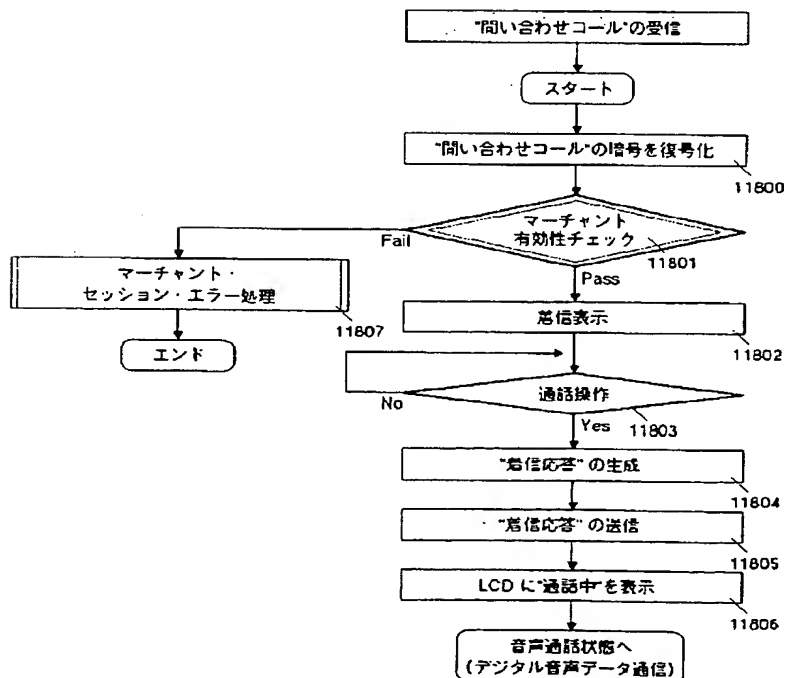 "問い合わせコール"の受信
スタート
"問い合わせコール"の暗号を復号化
11800
マーチャント
有効性チェック
11801
Fail
Pass
マーチャント・
セッション・エラー処理
11807
エンド
着信表示
11802
通話操作
11803
No
Yes
"着信応答" の生成
11804
"着信応答" の送信
11805
LCD に"通話中"を表示
11806
音声通話状態へ
(デジタル音声データ通信)